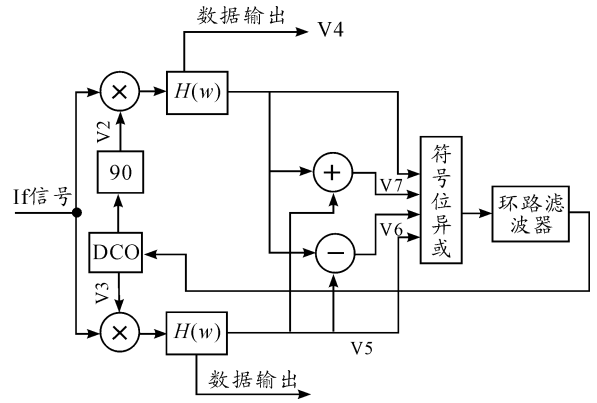 数据输出
V4
×
H(w)
V2
90
If信号
DCO
V3
×
H(w)
+
V7
−
V6
V5
符号位异或
环路滤
波器
数据输出